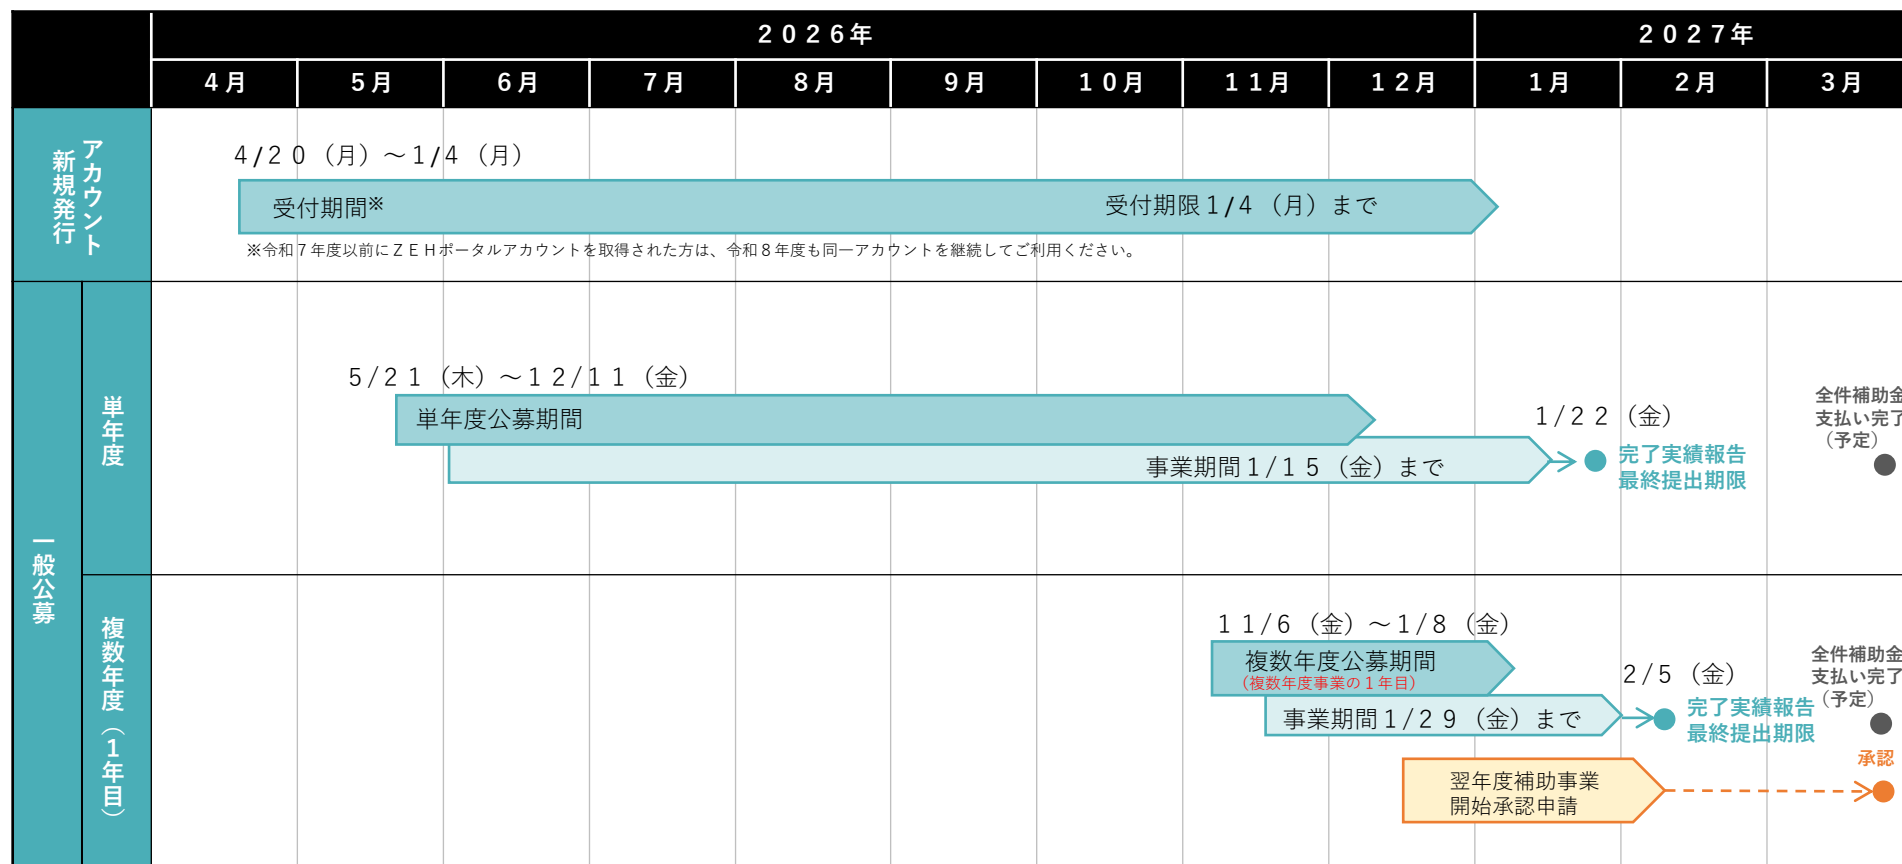 ２０２６年
２０２７年
４月
５月
６月
７月
８月
９月
１０月
１１月
１２月
１月
２月
３月
アカウント
新規発行
４/２０（月）～１/４（月）
受付期間※
受付期限１/４（月）まで
※令和７年度以前にＺＥＨポータルアカウントを取得された方は、令和８年度も同一アカウントを継続してご利用ください。
一般公募
単年度
５/２１（木）～１２/１１（金）
単年度公募期間
事業期間１/１５（金）まで
１/２２（金）
完了実績報告
最終提出期限
全件補助金
支払い完了
（予定）
複数年度（１年目）
１１/６（金）～１/８（金）
複数年度公募期間
（複数年度事業の１年目）
事業期間１/２９（金）まで
２/５（金）
完了実績報告
最終提出期限
全件補助金
支払い完了
（予定）
承認
翌年度補助事業
開始承認申請